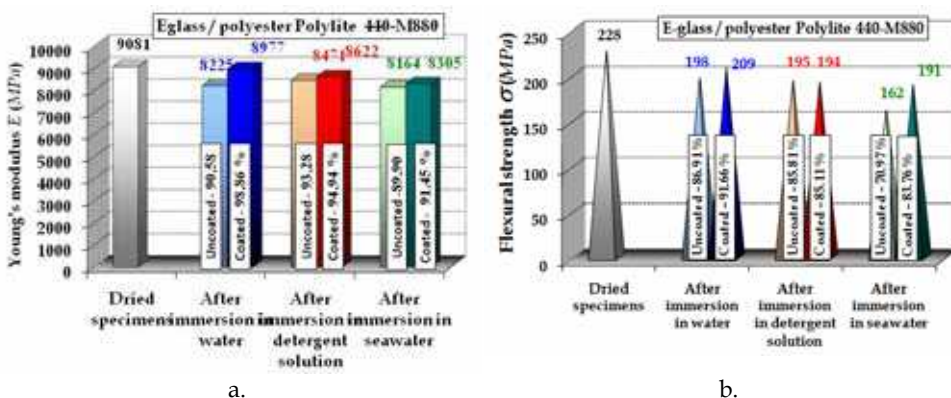 Eglass / polyester Polylite 440-M880
Young's modulus E (MPa)
10000
9000
8000
7000
6000
5000
4000
3000
2000
1000
0
9081
8225
8977
8471
8622
8164
8305
Uncoated - 90,58
Coated - 98,86 %
Uncoated - 93,28
Coated - 94,94 %
Uncoated -89,90
Coated - 91,45 %
Dried
specimens
After
immersion in
water
After
immersion in
detergent
solution
After
immersion in
seawater
a.
E-glass / polyester Polylite 440-M880
Flexural strength σ (MPa)
250
200
150
100
50
0
228
198
209
195
194
162
191
Uncoated - 86.91 %
Coated - 91.66 %
Uncoated - 85.81 %
Coated - 85.11 %
Uncoated - 70.97 %
Coated - 83.76 %
Dried
specimens
After
immersion
in water
After
immersion
in detergent
solution
After
immersion
in seawater
b.